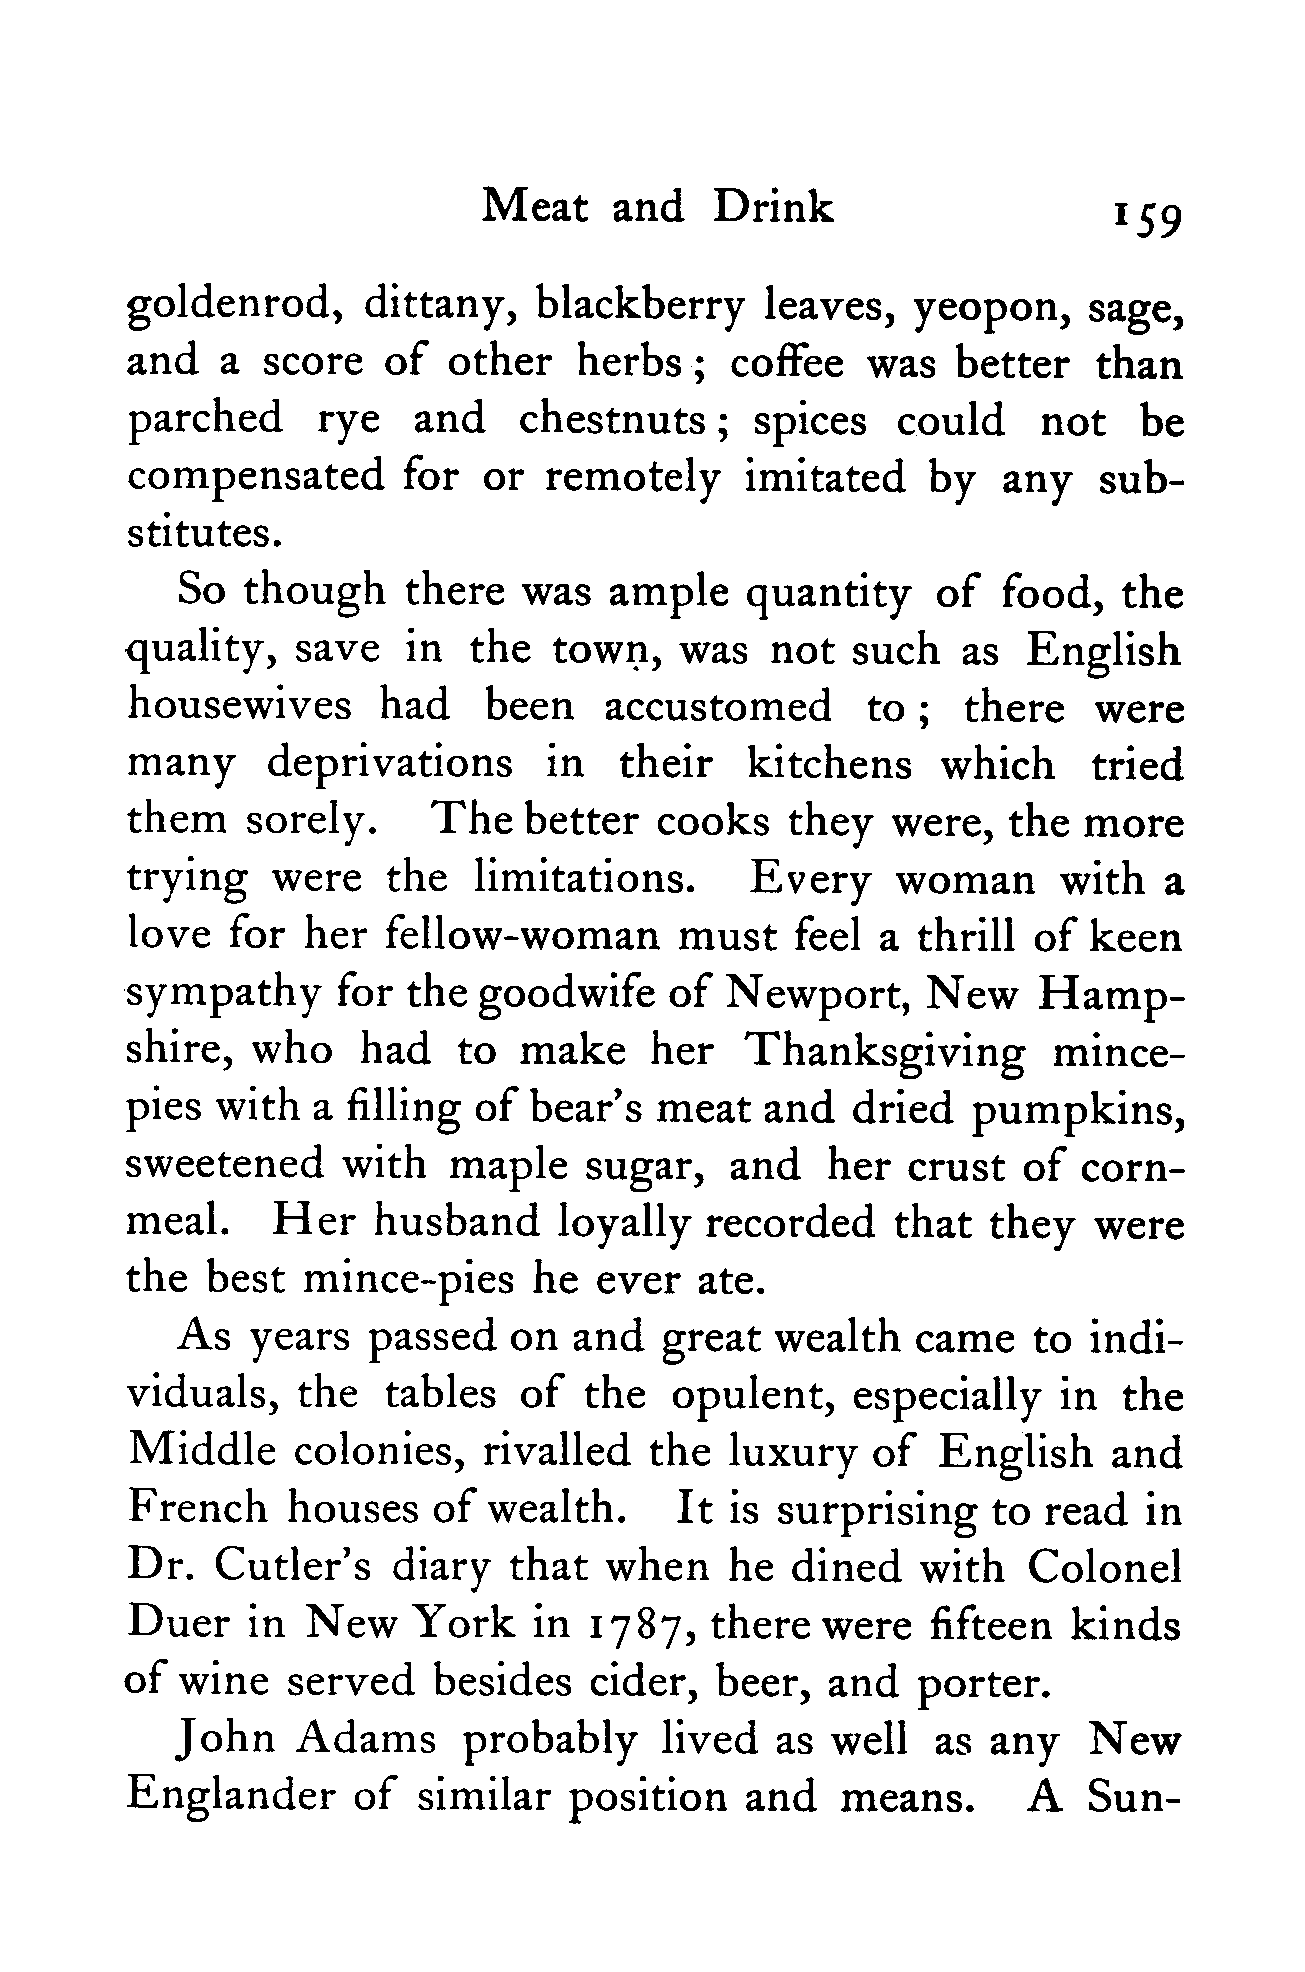 Meat and Drink 159
goldenrod, dittany, blackberry leaves, yeopon, sage,
and a score of other herbs ; coffee was better than
parched rye and chestnuts ; spices could not be
compensated for or remotely imitated by any sub-
stitutes.
So though there was ample quantity of food, the
quality, save in the town, was not such as English
housewives had been accustomed to ; there were
many deprivations in their kitchens which tried
them sorely. The better cooks they were, the more
trying were the limitations. Every woman with a
love for her fellow-woman must feel a thrill of keen
sympathy for the goodwife of Newport, New Hamp-
shire, who had to make her Thanksgiving mince-
pies with a filling of bear's meat and dried pumpkins,
sweetened with maple sugar, and her crust of corn-
meal. Her husband loyally recorded that they were
the best mince-pies he ever ate.
As years passed on and great wealth came to indi-
viduals, the tables of the opulent, especially in the
Middle colonies, rivalled the luxury of English and
French houses of wealth. It is surprising to read in
Dr. Cutler's diary that when he dined with Colonel
Duer in New York in 1787, there were fifteen kinds
of wine served besides cider, beer, and porter.
John Adams probably lived as well as any New
Englander of similar position and means. A Sun-